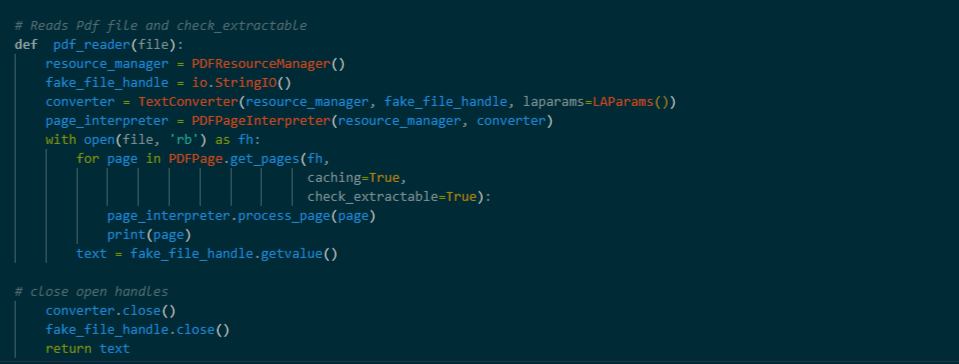 # Reads Pdf file and check_extractable
def  pdf_reader(file):
    resource_manager = PDFResourceManager()
    fake_file_handle = io.StringIO()
    converter = TextConverter(resource_manager, fake_file_handle, laparams=LAParams())
    page_interpreter = PDFPageInterpreter(resource_manager, converter)
    with open(file, 'rb') as fh:
        for page in PDFPage.get_pages(fh,
                                      caching=True,
                                      check_extractable=True):
            page_interpreter.process_page(page)
            print(page)
        text = fake_file_handle.getvalue()

# close open handles
    converter.close()
    fake_file_handle.close()
    return text